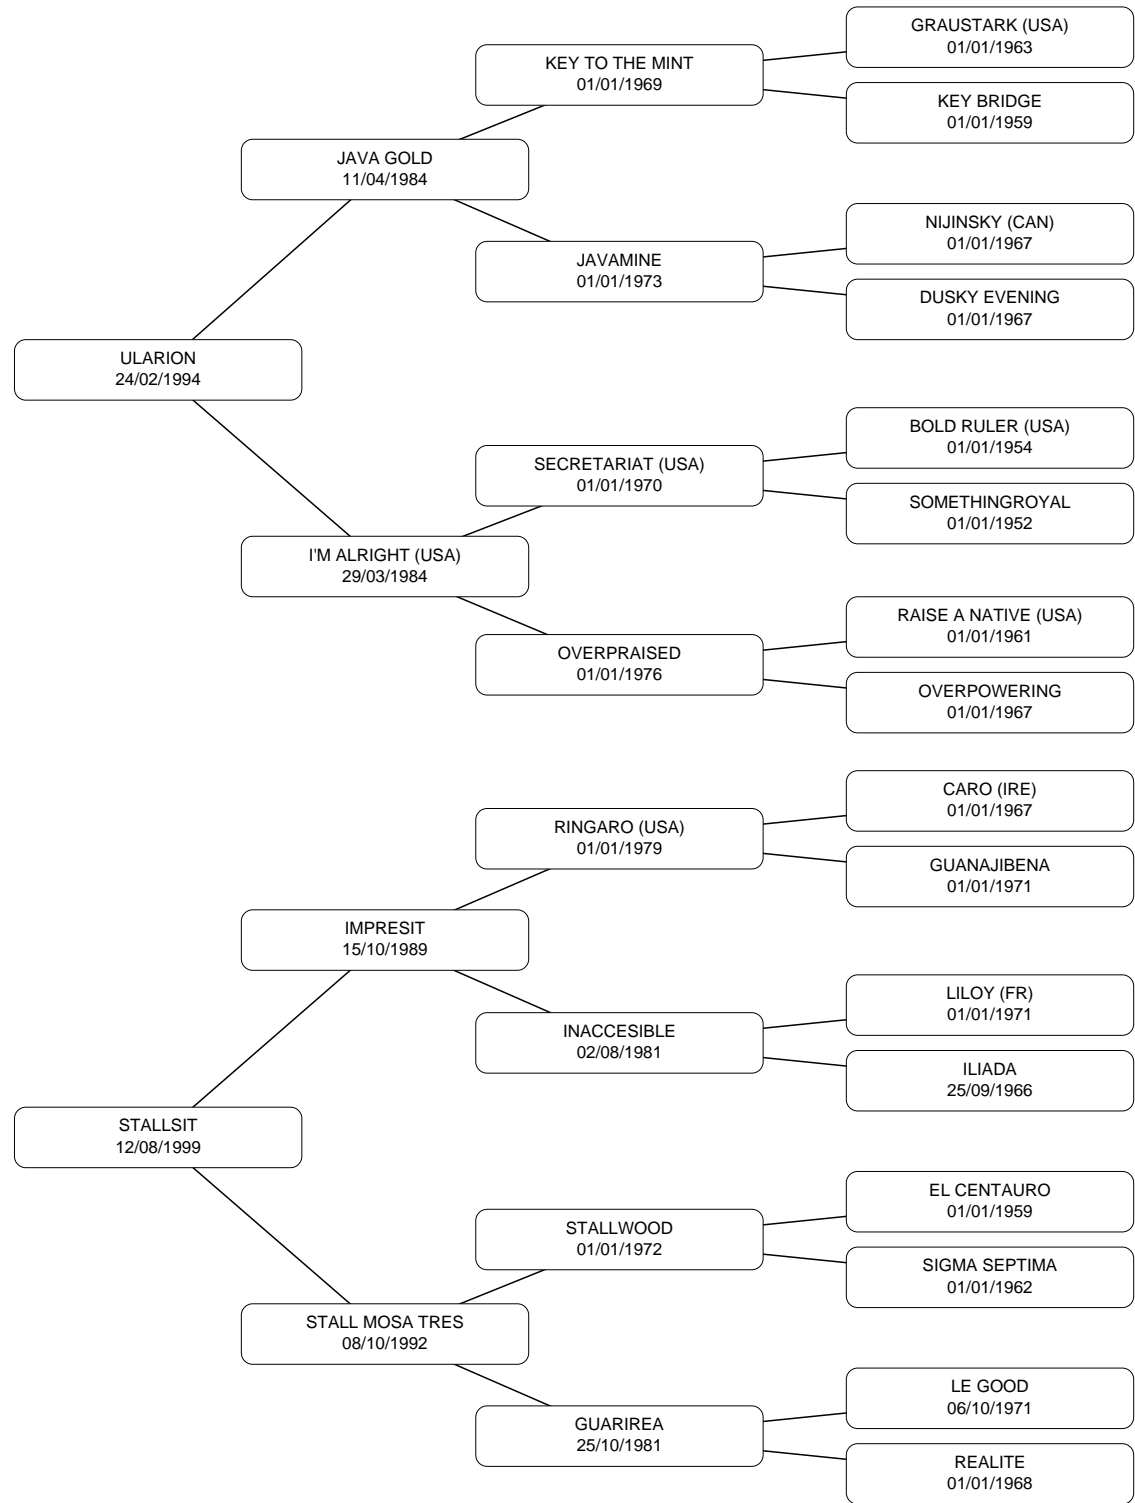 GRAUSTARK (USA)
01/01/1963
KEY TO THE MINT
01/01/1969
KEY BRIDGE
01/01/1959
JAVA GOLD
11/04/1984
NIJINSKY (CAN)
01/01/1967
JAVAMINE
01/01/1973
DUSKY EVENING
01/01/1967
ULARION
24/02/1994
BOLD RULER (USA)
01/01/1954
SECRETARIAT (USA)
01/01/1970
SOMETHINGROYAL
01/01/1952
I'M ALRIGHT (USA)
29/03/1984
RAISE A NATIVE (USA)
01/01/1961
OVERPRAISED
01/01/1976
OVERPOWERING
01/01/1967
CARO (IRE)
01/01/1967
RINGARO (USA)
01/01/1979
GUANAJIBENA
01/01/1971
IMPRESIT
15/10/1989
LILOY (FR)
01/01/1971
INACCESIBLE
02/08/1981
ILIADA
25/09/1966
STALLSIT
12/08/1999
EL CENTAURO
01/01/1959
STALLWOOD
01/01/1972
SIGMA SEPTIMA
01/01/1962
STALL MOSA TRES
08/10/1992
LE GOOD
06/10/1971
GUARIREA
25/10/1981
REALITE
01/01/1968